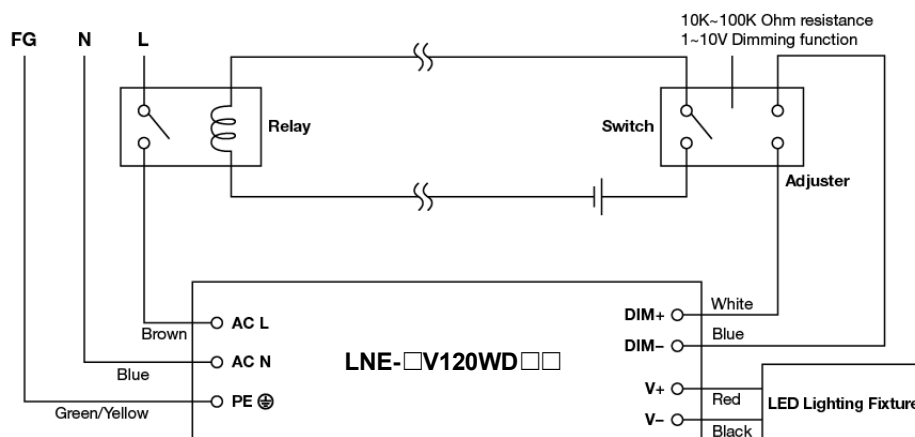 10K~100K Ohm resistance
1~10V Dimming function
FG N L
Relay
Switch
Adjuster
Brown
AC L
Blue
AC N
Green/Yellow
PE
LNE-□V120WD□□
DIM+
White
DIM−
Blue
V+
Red
V−
Black
LED Lighting Fixture